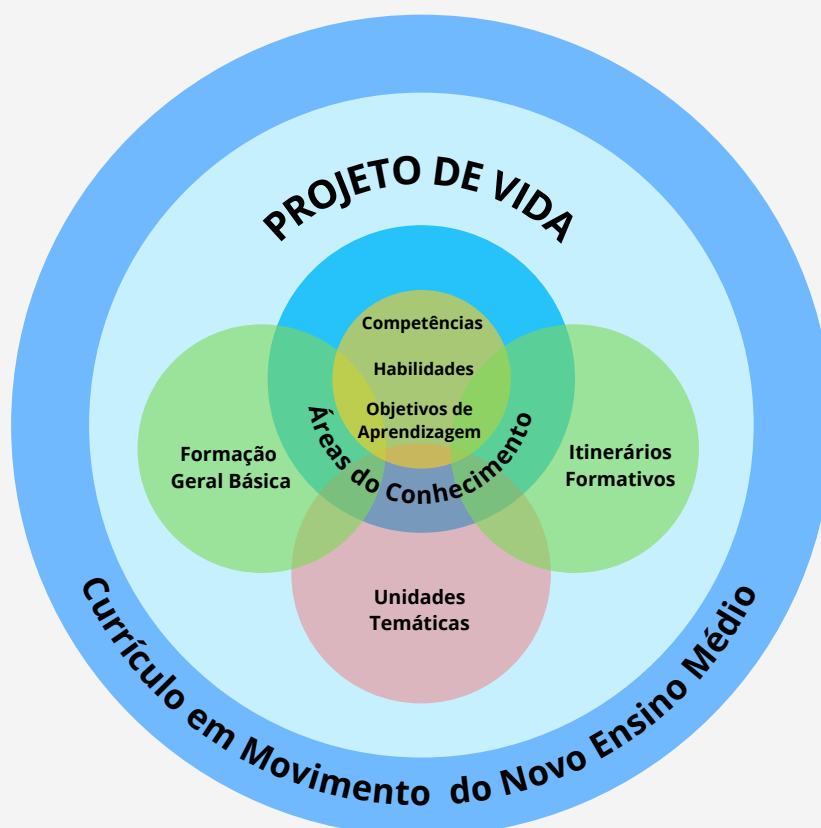 PROJETO DE VIDA
Competências
Habilidades
Objetivos de
Aprendizagem
Áreas do Conhecimento
Formação
Geral Básica
Itinerários
Formativos
Unidades
Temáticas
Currículo em Movimento do Novo Ensino Médio